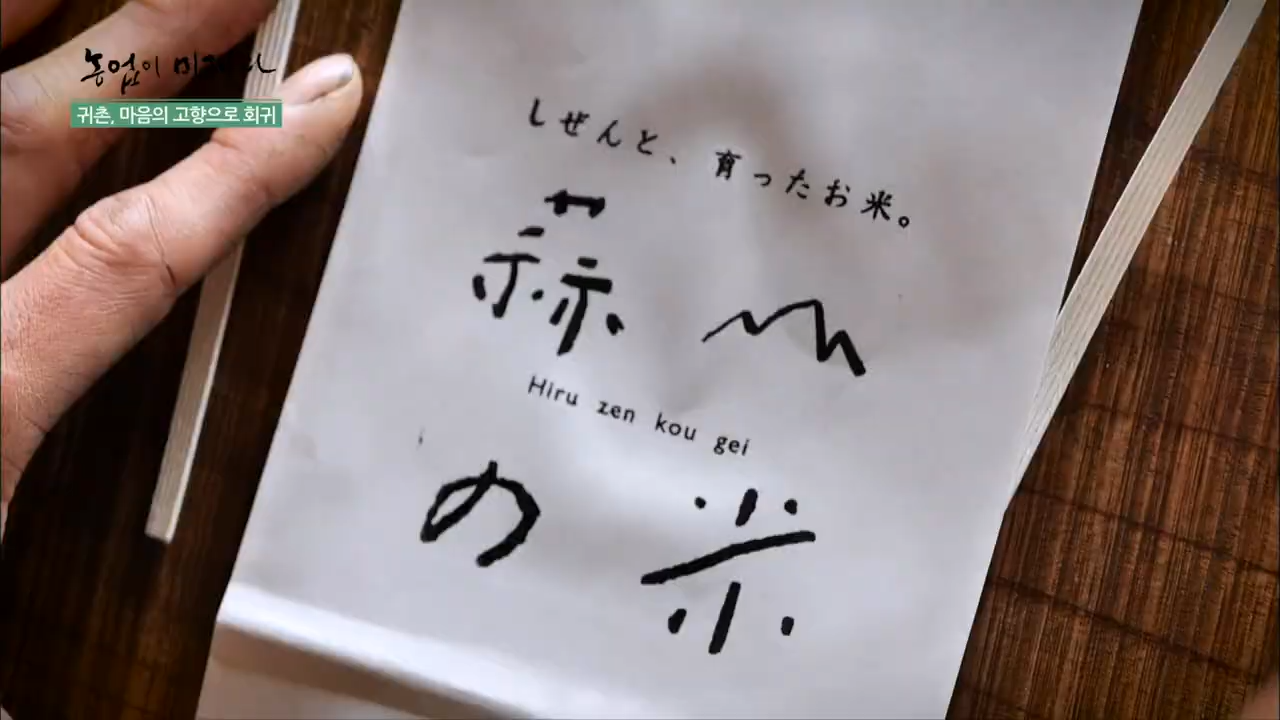 농업이 미래다
귀촌, 마음의 고향으로 회귀
しぜんと、育ったお米。
蒜山
Hiru zen kou gei
の米